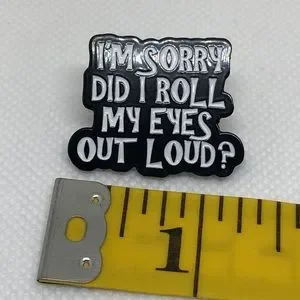 I'M SORRY
DID I ROLL
MY EYES
OUT LOUD?
1